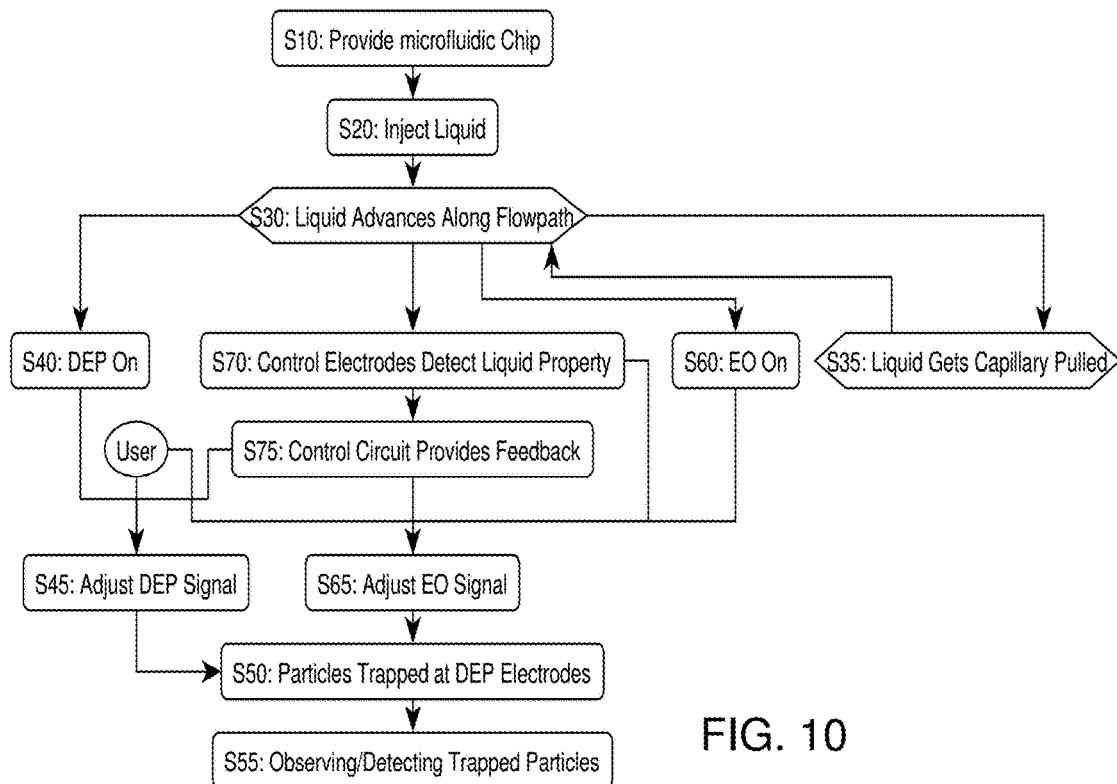 S10: Provide microfluidic Chip
S20: Inject Liquid
S30: Liquid Advances Along Flowpath
S40: DEP On
S70: Control Electrodes Detect Liquid Property
S60: EO On
S35: Liquid Gets Capillary Pulled
User
S75: Control Circuit Provides Feedback
S45: Adjust DEP Signal
S65: Adjust EO Signal
S50: Particles Trapped at DEP Electrodes
S55: Observing/Detecting Trapped Particles
FIG. 10